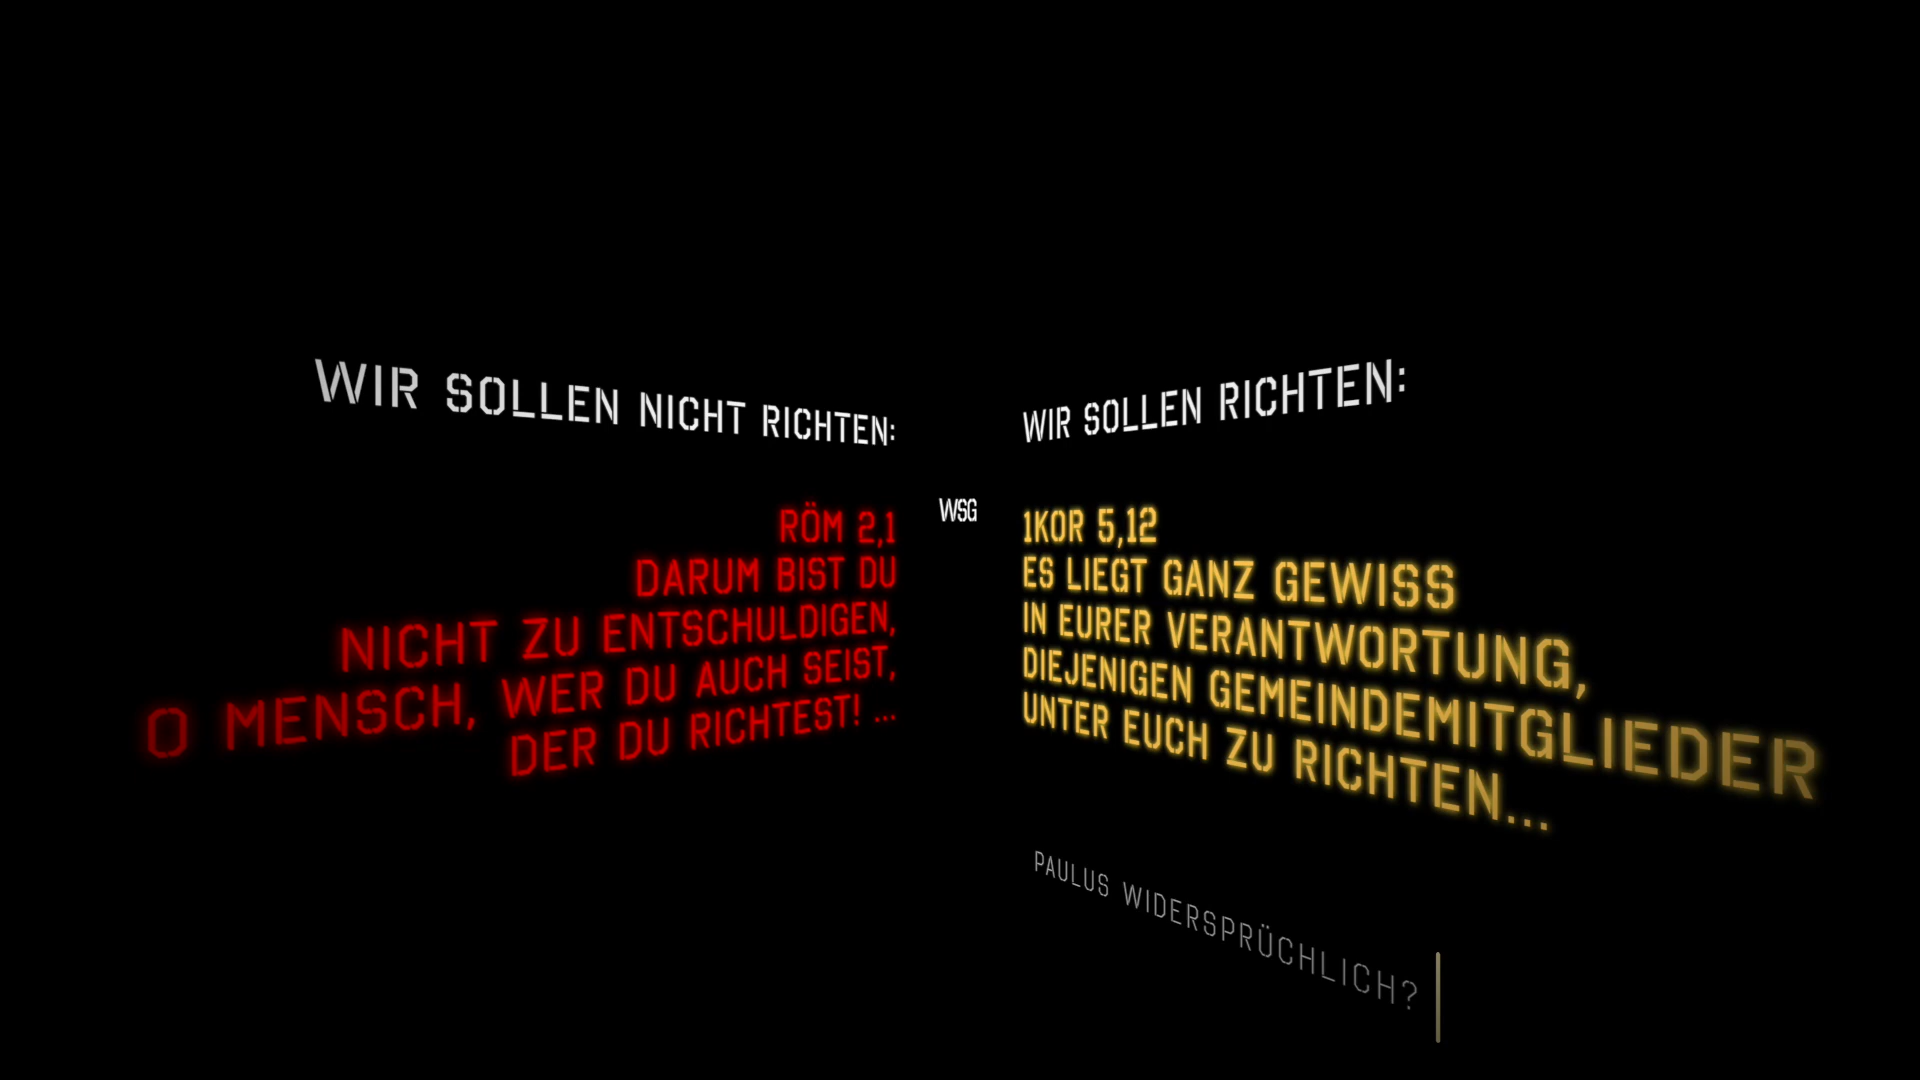 WIR SOLLEN NICHT RICHTEN:
RÖM 2,1
DARUM BIST DU
NICHT ZU ENTSCHULDIGEN,
O MENSCH, WER DU AUCH SEIST,
DER DU RICHTEST! ...
WSG
WIR SOLLEN RICHTEN:
1KOR 5,12
ES LIEGT GANZ GEWISS
IN EURER VERANTWORTUNG,
DIEJENIGEN GEMEINDEMITGLIEDER
UNTER EUCH ZU RICHTEN...
PAULUS WIDERSPRÜCHLICH?